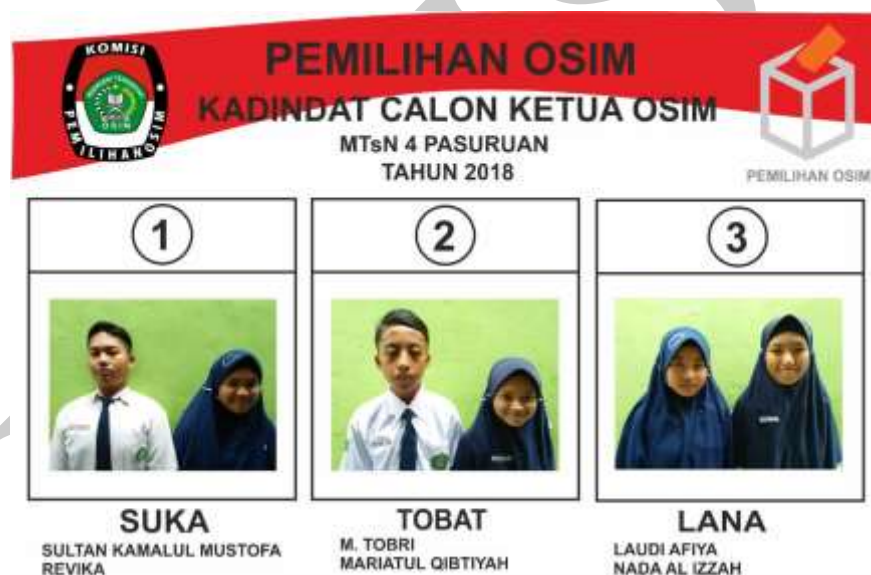 KOMISI
PEMILIHAN OSIM
OSIM
PEMILIHAN OSIM
KADINDAT CALON KETUA OSIM
MTsN 4 PASURUAN
TAHUN 2018
PEMILIHAN OSIM
1
2
3
SUKA
SULTAN KAMALUL MUSTOFA
REVIKA
TOBAT
M. TOBRI
MARIATUL QIBTIYAH
LANA
LAUDI AFIYA
NADA AL IZZAH